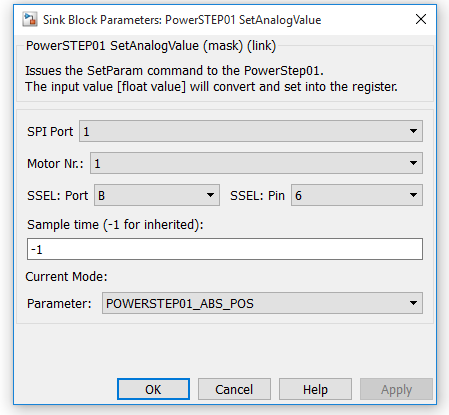 Sink Block Parameters: PowerSTEP01 SetAnalogValue
PowerSTEP01 SetAnalogValue (mask) (link)
Issues the SetParam command to the PowerStep01.
The input value [float value] will convert and set into the register.
SPI Port 1
Motor Nr.: 1
SSEL: Port B SSEL: Pin 6
Sample time (-1 for inherited):
-1
Current Mode:
Parameter: POWERSTEP01_ABS_POS
OK Cancel Help Apply